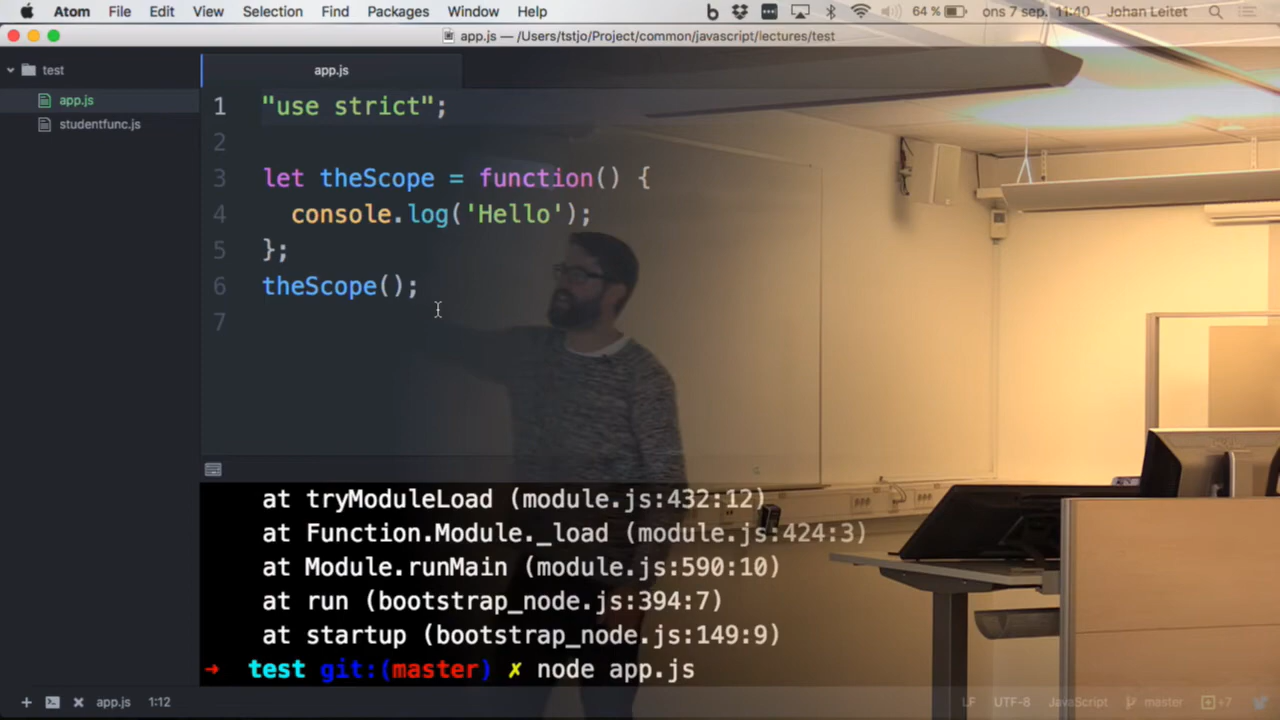 Atom File Edit View Selection Find Packages Window Help 64 % ons 7 sep. 11:40 Johan Leitet
app.js — /Users/tstjo/Project/common/javascript/lectures/test
test
app.js
studentfunc.js
app.js
1 "use strict";
2
3 let theScope = function() {
4 console.log('Hello');
5 };
6 theScope();
7
at tryModuleLoad (module.js:432:12)
at Function.Module._load (module.js:424:3)
at Module.runMain (module.js:590:10)
at run (bootstrap_node.js:394:7)
at startup (bootstrap_node.js:149:9)
→ test git:(master) ✗ node app.js
+ × app.js 1:12 LF UTF-8 JavaScript master +7